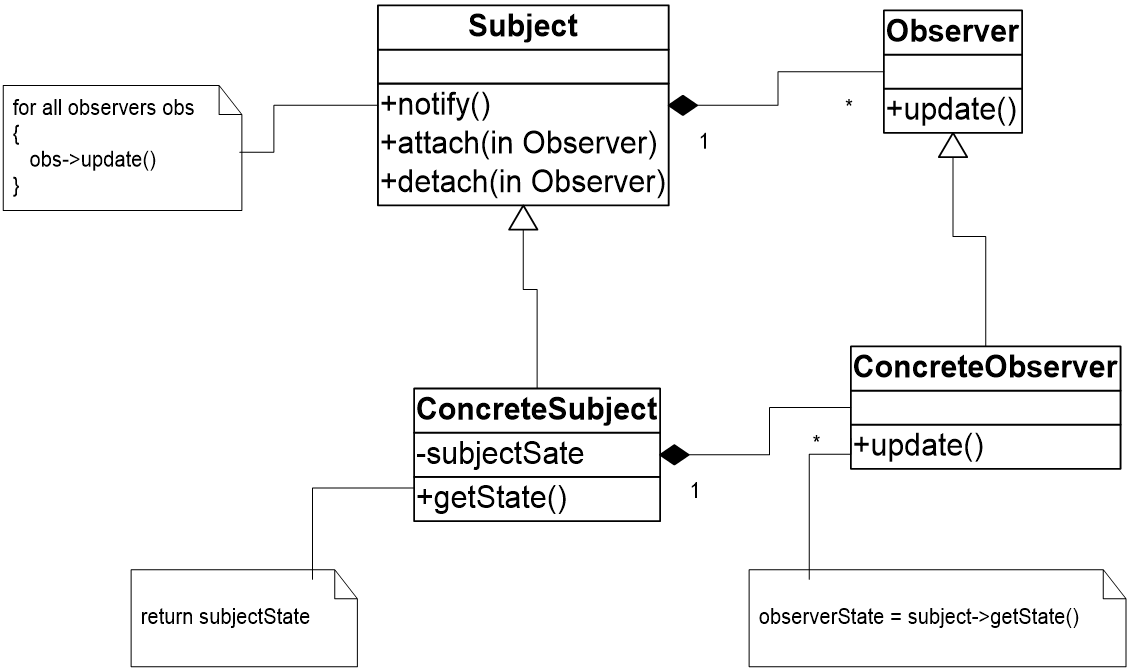 Subject
+notify()
+attach(in Observer)
+detach(in Observer)
Observer
+update()
for all observers obs
{
obs->update()
}
1
*
ConcreteSubject
-subjectSate
+getState()
ConcreteObserver
+update()
1
*
return subjectState
observerState = subject->getState()